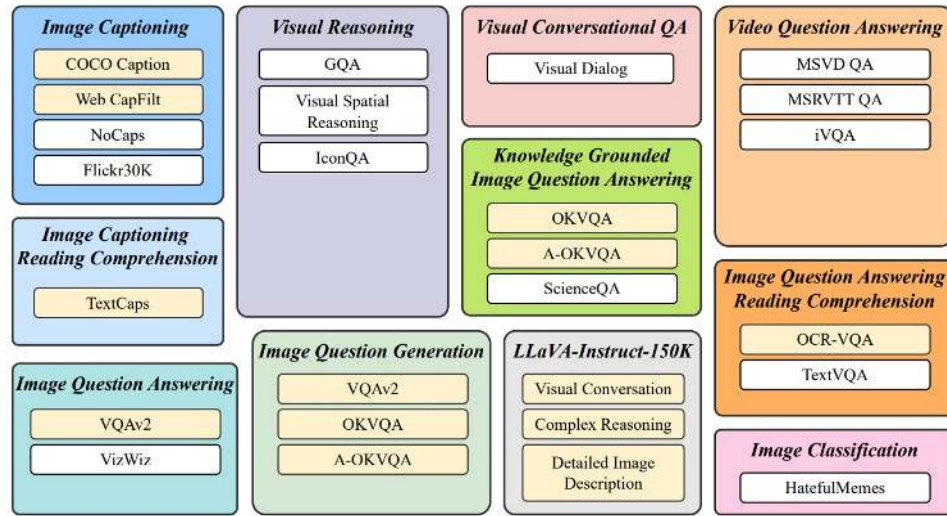 Image Captioning
COCO Caption
Web CapFilt
NoCaps
Flickr30K
Image Captioning
Reading Comprehension
TextCaps
Image Question Answering
VQAv2
VizWiz
Visual Reasoning
GQA
Visual Spatial
Reasoning
IconQA
Image Question Generation
VQAv2
OKVQA
A-OKVQA
Visual Conversational QA
Visual Dialog
Knowledge Grounded
Image Question Answering
OKVQA
A-OKVQA
ScienceQA
LLaVA-Instruct-150K
Visual Conversation
Complex Reasoning
Detailed Image
Description
Video Question Answering
MSVD QA
MSRVTT QA
iVQA
Image Question Answering
Reading Comprehension
OCR-VQA
TextVQA
Image Classification
HatefulMemes